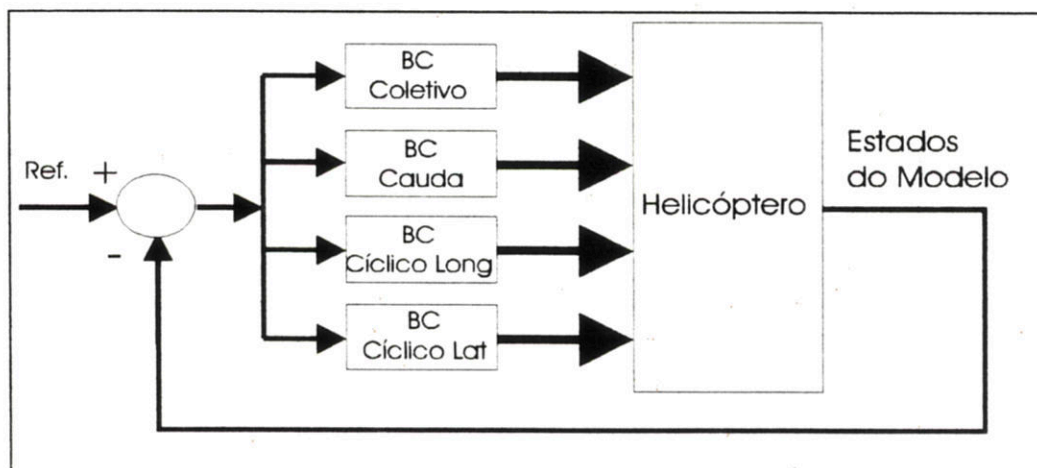 Ref.
+
-
BC
Coletivo
BC
Cauda
BC
Cíclico Long
BC
Cíclico Lat
Helicóptero
Estados
do Modelo